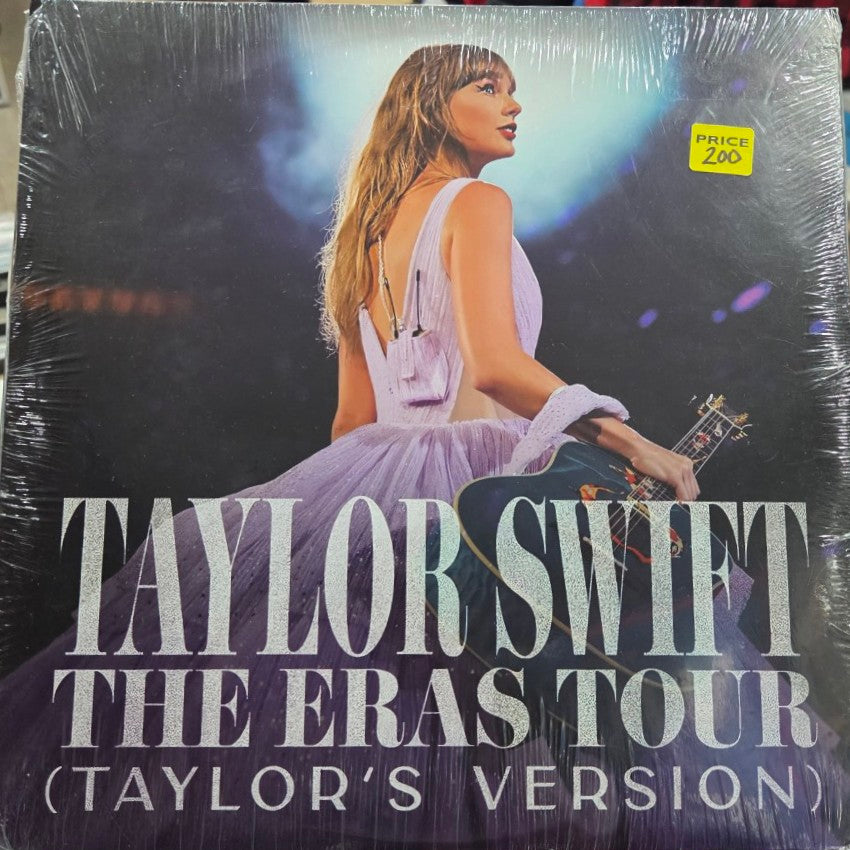 PRICE
200
TAYLOR SWIFT
THE ERAS TOUR
(TAYLOR'S VERSION)